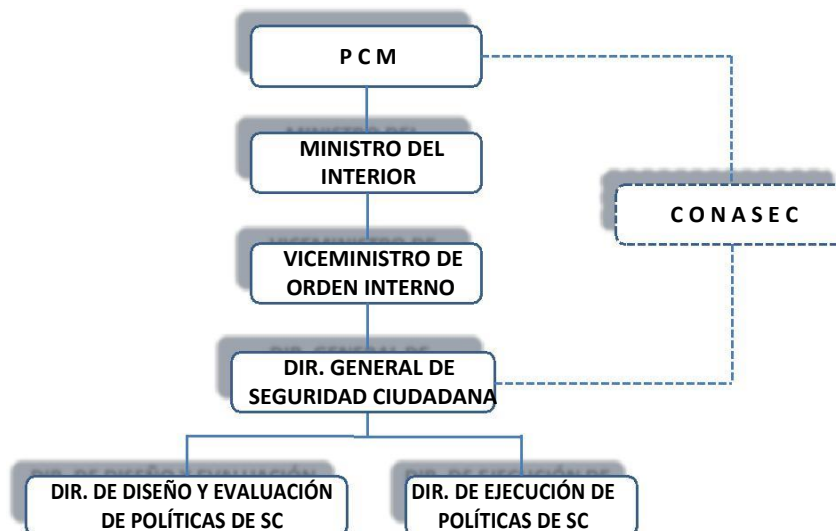 P C M
MINISTRO DEL
INTERIOR
C O N A S E C
VICEMINISTRO DE
ORDEN INTERNO
DIR. GENERAL DE
SEGURIDAD CIUDADANA
DIR. DE DISEÑO Y EVALUACIÓN
DE POLÍTICAS DE SC
DIR. DE EJECUCIÓN DE
POLÍTICAS DE SC